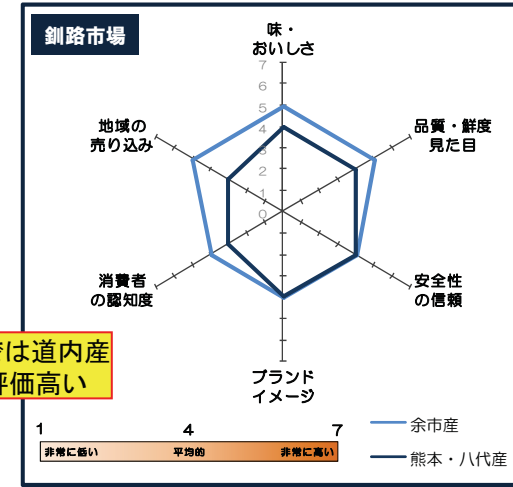 釧路市場
味・
おいしさ
7
6
5
4
3
2
1
0
地域の
売り込み
品質・鮮度
見た目
消費者
の認知度
安全性
の信頼
ブランド
イメージ
では道内産
評価高い
1 4 7
非常に低い 平均的 非常に高い
余市産
熊本・八代産